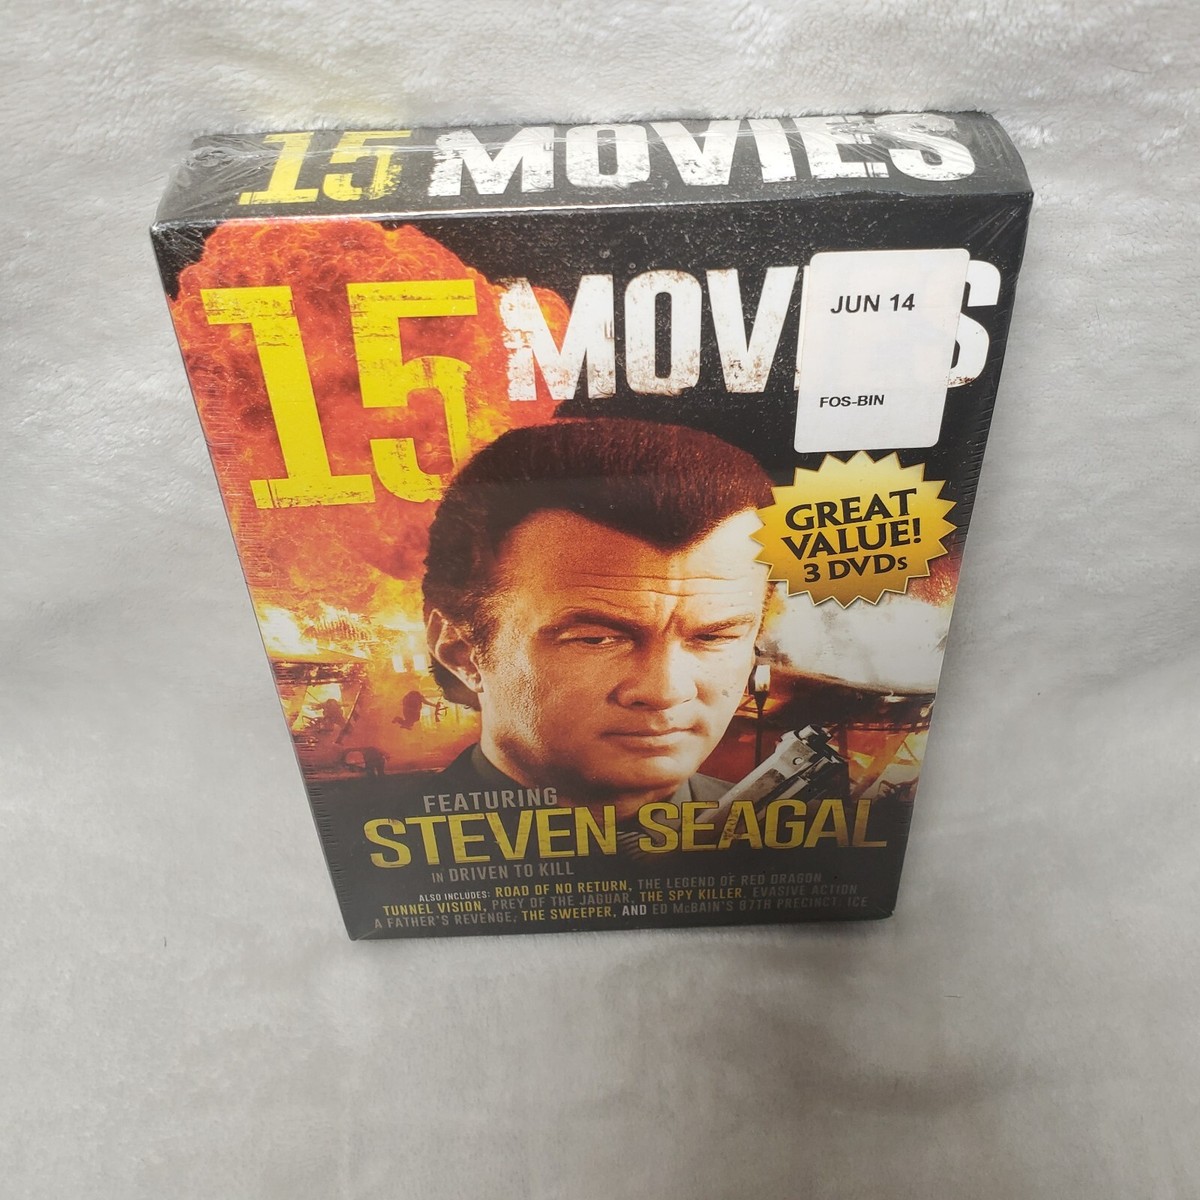 15 MOVIES
15 MOVIES
JUN 14
FOS-BIN
GREAT
VALUE!
3 DVDs
FEATURING
STEVEN SEAGAL
IN DRIVEN TO KILL
ALSO INCLUDES: ROAD OF NO RETURN, THE LEGEND OF RED DRAGON
TUNNEL VISION, PREY OF THE JAGUAR, THE SPY KILLER, EVASIVE ACTION
A FATHER'S REVENGE, THE SWEEPER, AND ED McBAIN'S 87TH PRECINCT: ICE